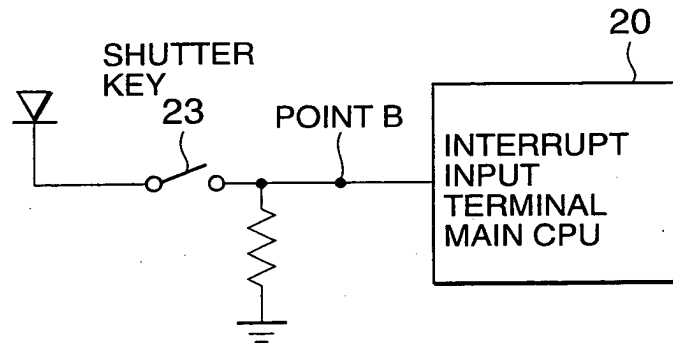 20
SHUTTER
KEY
23
POINT B
INTERRUPT
INPUT
TERMINAL
MAIN CPU